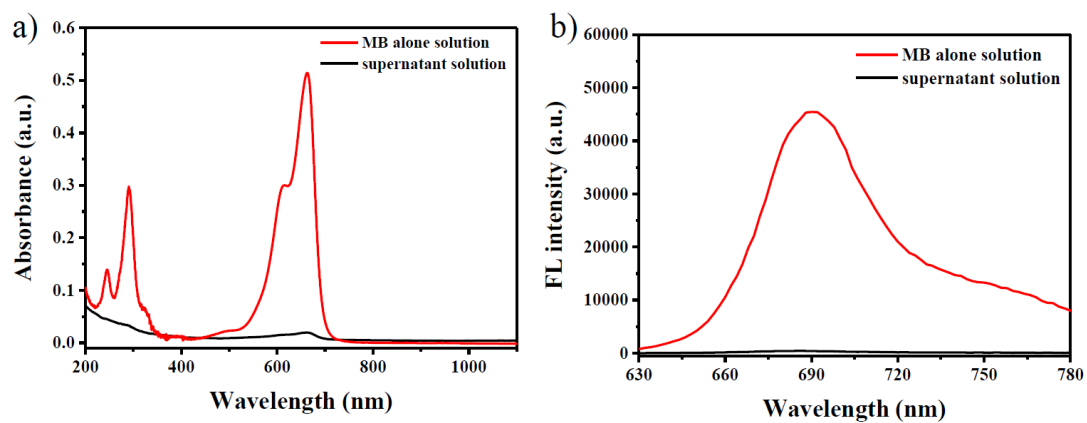 a)
0.6
0.5
0.4
0.3
0.2
0.1
0.0
Absorbance (a.u.)
MB alone solution
supernatant solution
200 400 600 800 1000
Wavelength (nm)
b)
60000
50000
40000
30000
20000
10000
0
FL intensity (a.u.)
MB alone solution
supernatant solution
630 660 690 720 750 780
Wavelength (nm)